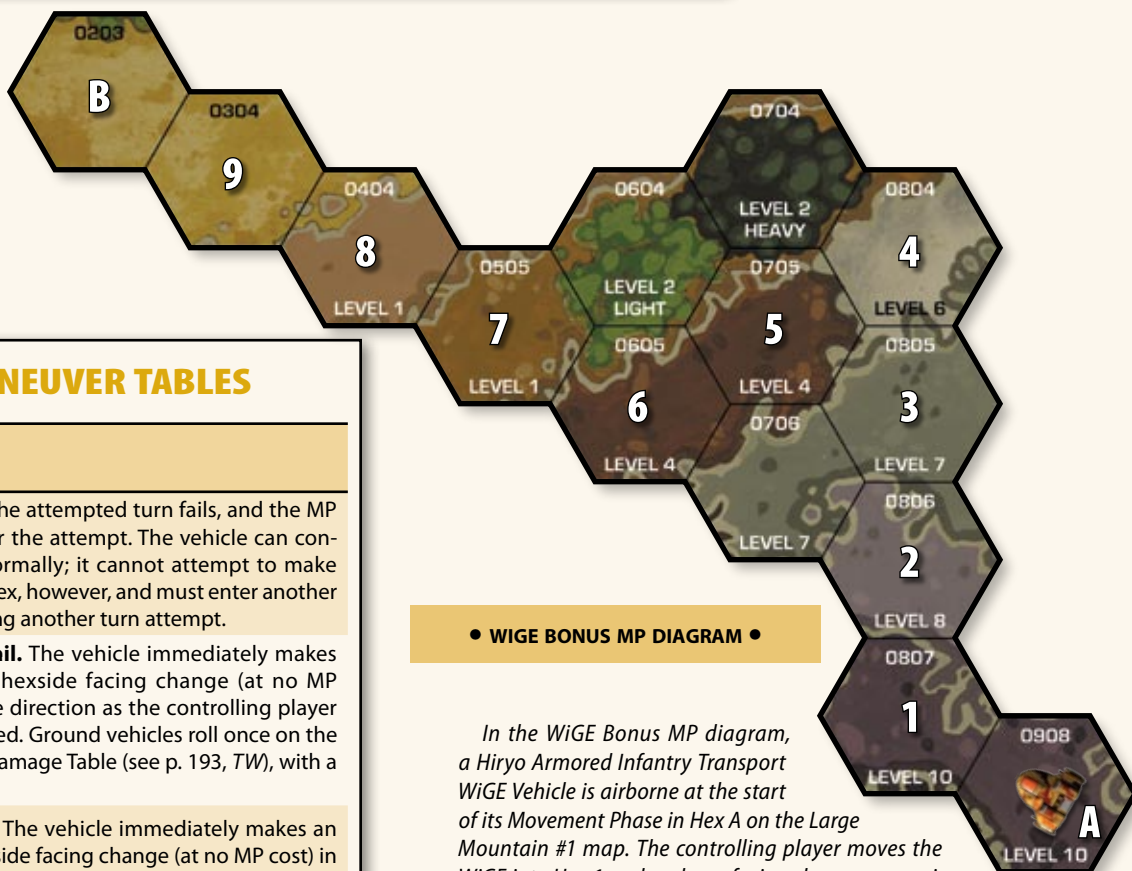 0203
B
0304
9
0404
8
LEVEL 1
0505
7
LEVEL 1
0604
LEVEL 2
LIGHT
0704
LEVEL 2
HEAVY
0804
4
LEVEL 6
0705
5
LEVEL 4
0605
6
LEVEL 4
0805
3
LEVEL 7
0706
LEVEL 7
0806
2
LEVEL 8
0807
1
LEVEL 10
0908
A
LEVEL 10
NEUVER TABLES
he attempted turn fails, and the MP
r the attempt. The vehicle can con-
ormally; it cannot attempt to make
ex, however, and must enter another
ng another turn attempt.
ail. The vehicle immediately makes
hexside facing change (at no MP
e direction as the controlling player
ed. Ground vehicles roll once on the
amage Table (see p. 193, TW), with a
The vehicle immediately makes an
side facing change (at no MP cost) in
• WIGE BONUS MP DIAGRAM •
In the WiGE Bonus MP diagram,
a Hiryo Armored Infantry Transport
WiGE Vehicle is airborne at the start
of its Movement Phase in Hex A on the Large
Mountain #1 map. The controlling player moves the